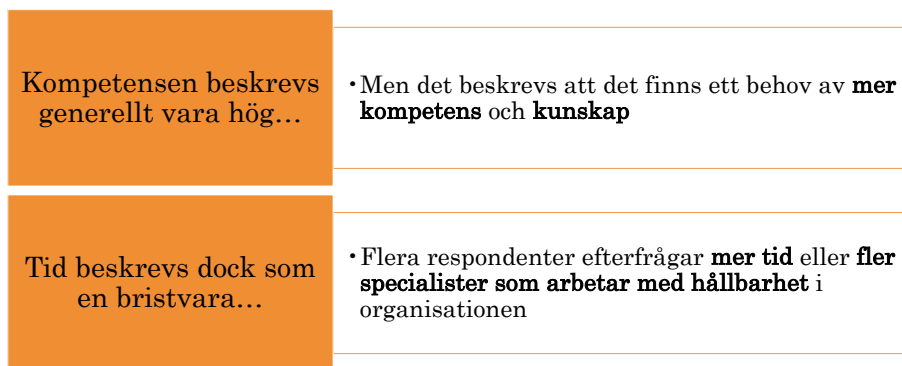 Kompetensen beskrevs
generellt vara hög…
•Men det beskrevs att det finns ett behov av mer
kompetens och kunskap
Tid beskrevs dock som
en bristvara…
•Flera respondenter efterfrågar mer tid eller fler
specialister som arbetar med hållbarhet i
organisationen